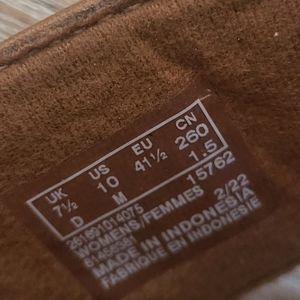 UK US EU CN
7½ 10 41½ 260
D M 1.5
261601014075 15762
WOMENS/FEMMES 2/22
MADE IN INDONESIA
FABRIQUE EN INDONESIE